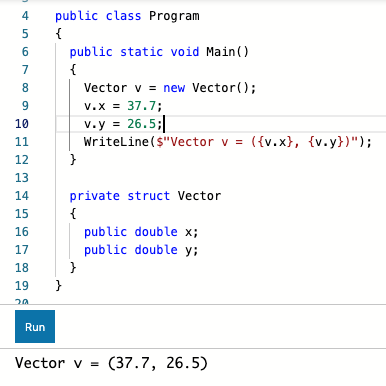 4 public class Program
5 {
6 public static void Main()
7 {
8 Vector v = new Vector();
9 v.x = 37.7;
10 v.y = 26.5;
11 WriteLine($"Vector v = ({v.x}, {v.y})");
12 }
13
14 private struct Vector
15 {
16 public double x;
17 public double y;
18 }
19 }
20
Run
Vector v = (37.7, 26.5)